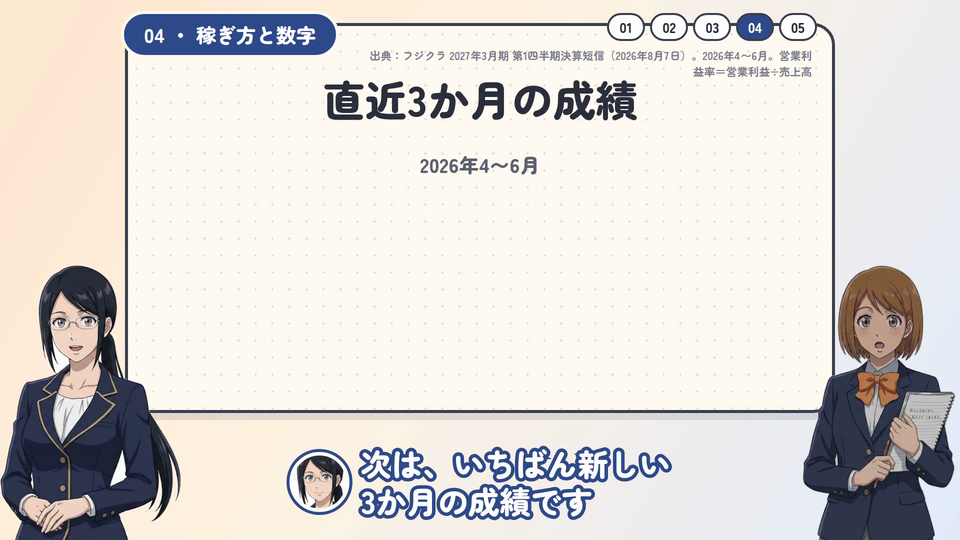 04 ・ 稼ぎ方と数字
01 02 03 04 05
出典：フジクラ 2027年3月期 第1四半期決算短信（2026年8月7日）。2026年4〜6月。営業利
益率＝営業利益÷売上高
直近3か月の成績
2026年4〜6月
次は、いちばん新しい
3か月の成績です